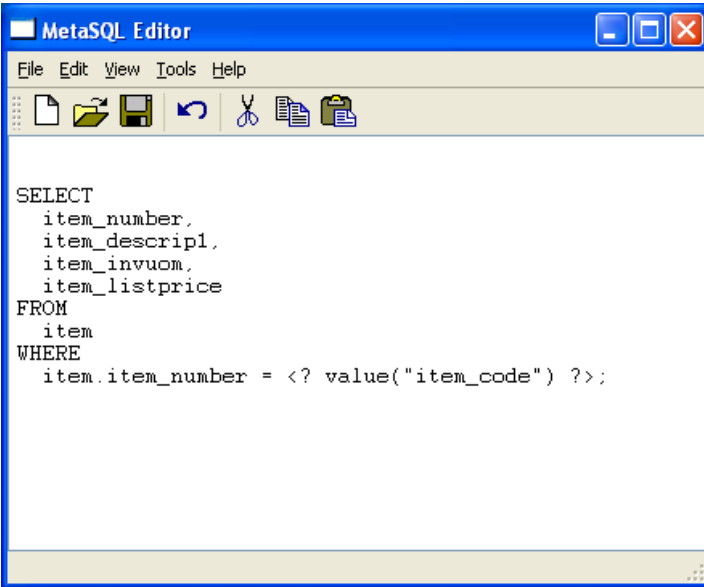 MetaSQL Editor
File Edit View Tools Help
SELECT
  item_number,
  item_descrip1,
  item_invuom,
  item_listprice
FROM
  item
WHERE
  item.item_number = <? value("item_code") ?>;